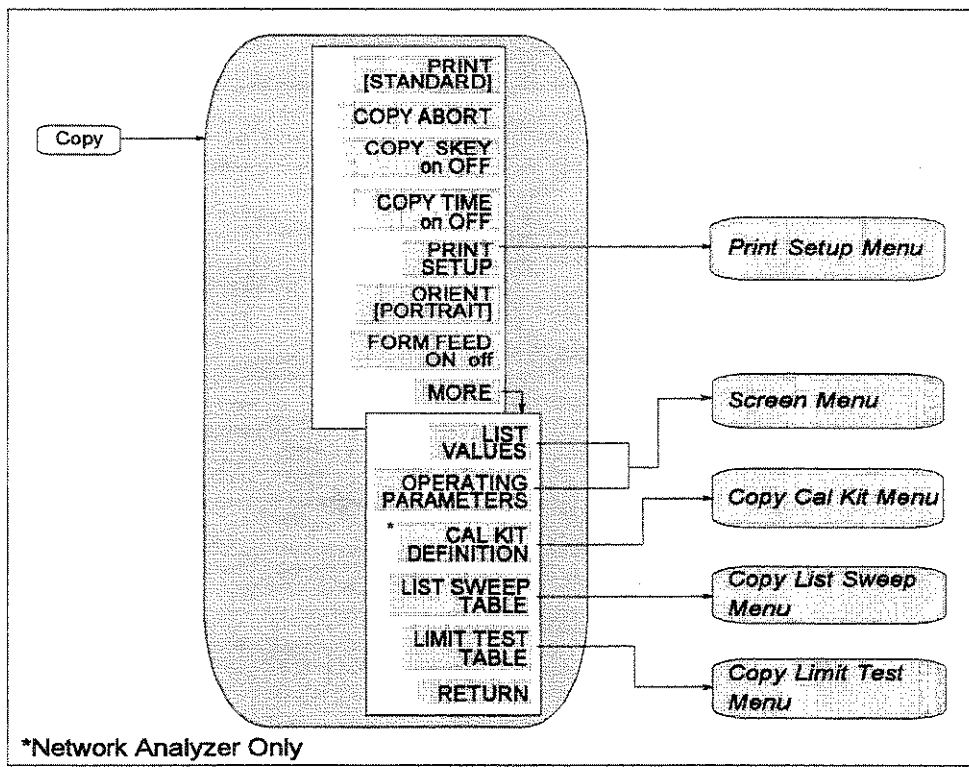 Copy
PRINT
[STANDARD]
COPY ABORT
COPY SKEY
on OFF
COPY TIME
on OFF
PRINT
SETUP
ORIENT
[PORTRAIT]
FORM FEED
ON off
MORE
LIST
VALUES
OPERATING
PARAMETERS
*
CAL KIT
DEFINITION
LIST SWEEP
TABLE
LIMIT TEST
TABLE
RETURN
Print Setup Menu
Screen Menu
Copy Cal Kit Menu
Copy List Sweep
Menu
Copy Limit Test
Menu
*Network Analyzer Only